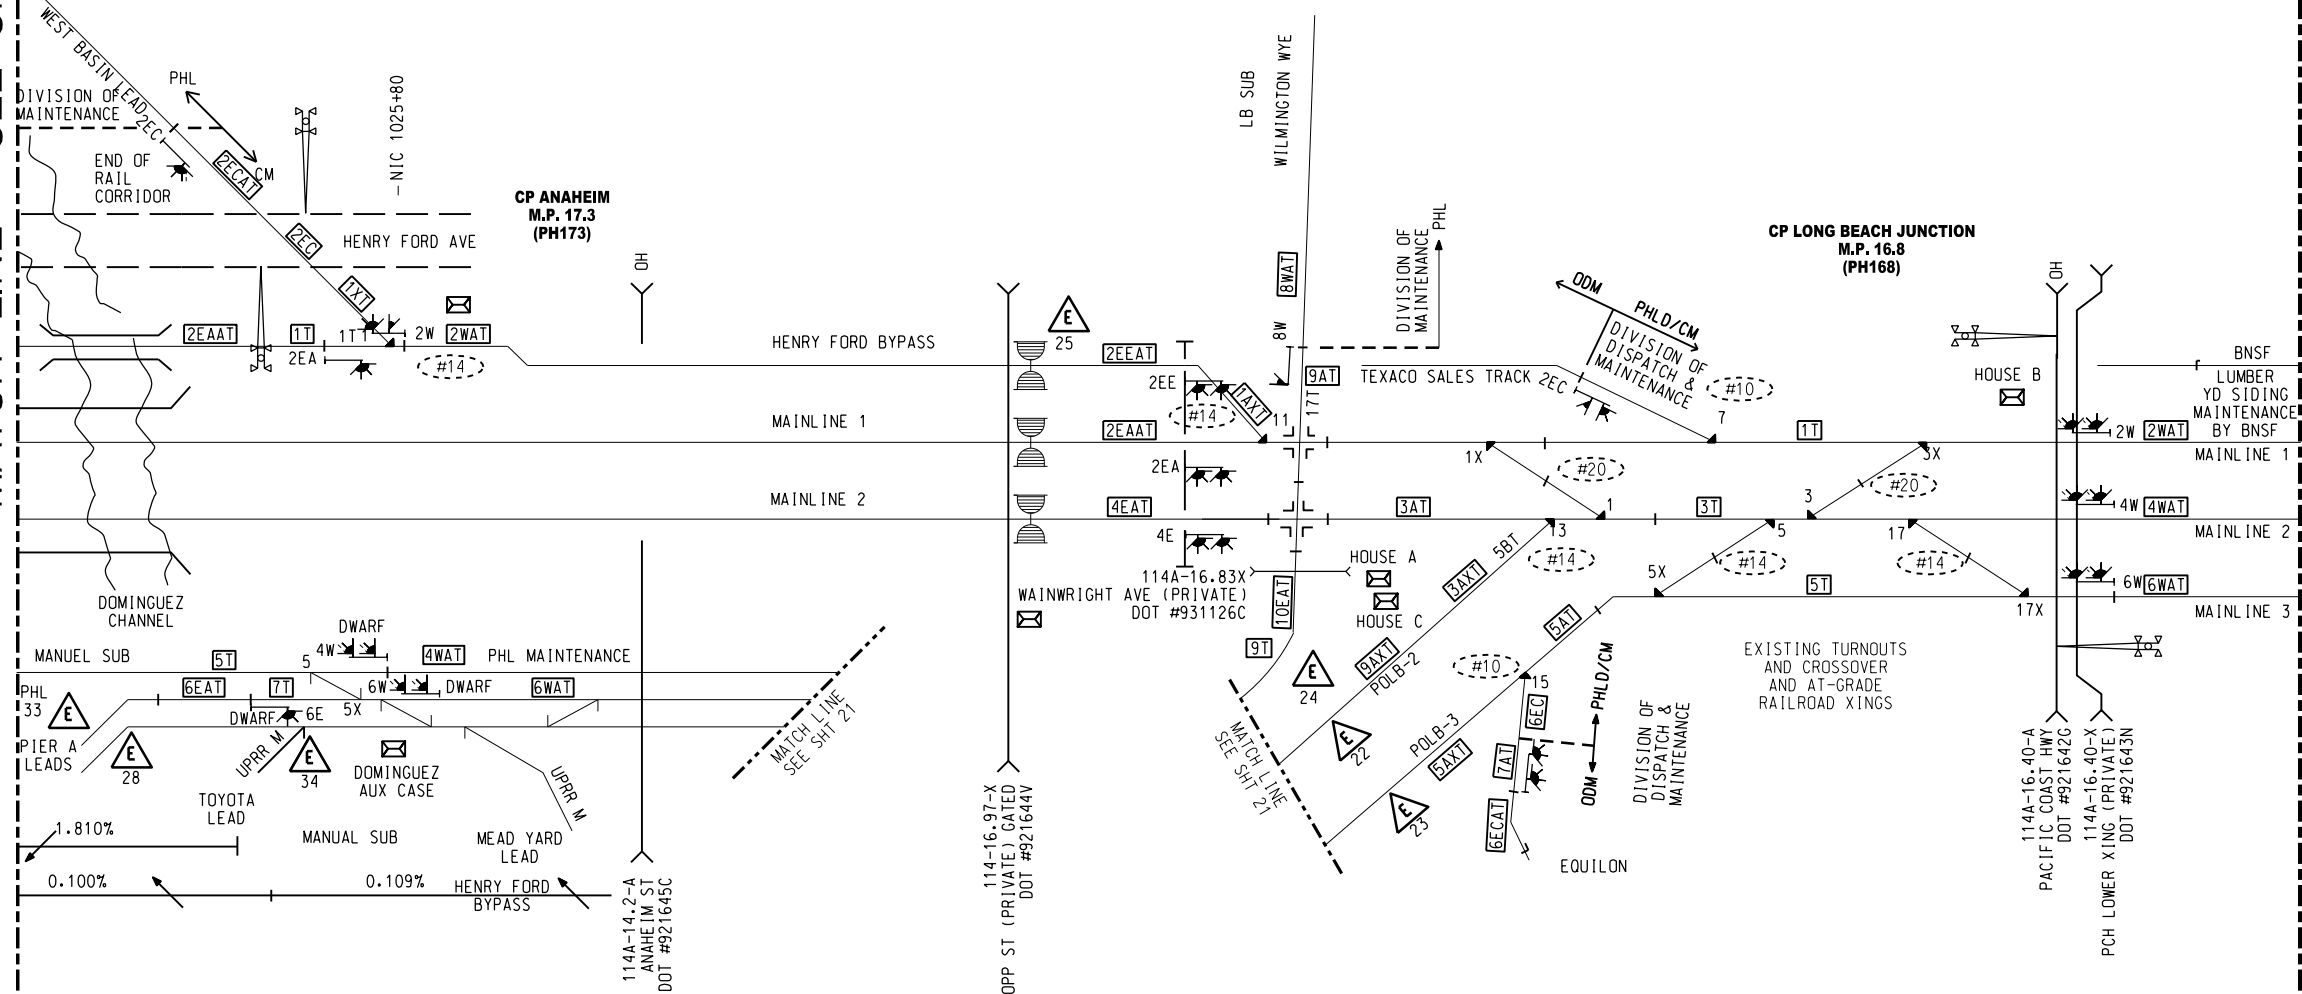 WEST BASIN LEAD
PHL
DIVISION OF
MAINTENANCE
2EC
END OF
RAIL
CORRIDOR
2ECAT
CM
NIC 1025+80
CP ANAHEIM
M.P. 17.3
(PH173)
2EC
HENRY FORD AVE
1XT
2EAAT
1T
1T
2W
2WAT
2EA
#14
OH
HENRY FORD BYPASS
MAINLINE 1
MAINLINE 2
E
25
2EEAT
2EE
#14
1AXT
11
2EAAT
2EA
4EAT
4E
LB SUB
WILMINGTON WYE
8WAT
8W
9AT
17T
DIVISION OF
MAINTENANCE
PHL
TEXACO SALES TRACK
2EC
ODM
PHLD/CM
DIVISION OF
DISPATCH &
MAINTENANCE
#10
7
CP LONG BEACH JUNCTION
M.P. 16.8
(PH168)
OH
HOUSE B
BNSF
LUMBER
YD SIDING
MAINTENANCE
BY BNSF
1T
2W
2WAT
MAINLINE 1
1X
#20
1
3X
#20
3
3AT
3T
4W
4WAT
MAINLINE 2
13
#14
5
#14
17
#14
5X
5T
17X
6W
6WAT
MAINLINE 3
114A-16.83X
WAINWRIGHT AVE (PRIVATE)
DOT #931126C
HOUSE A
HOUSE C
10EAT
9T
3AXT
5BT
9AXT
POLB-2
E
24
E
22
5AT
#10
15
POLB-3
5AXT
E
23
6EC
7AT
6ECAT
PHLD/CM
ODM
DIVISION OF
DISPATCH &
MAINTENANCE
EQUILON
EXISTING TURNOUTS
AND CROSSOVER
AND AT-GRADE
RAILROAD XINGS
MATCH LINE
SEE SHT 21
114A-16.40-A
PACIFIC COAST HWY
DOT #921642G
114A-16.40-X
PCH LOWER XING (PRIVATE)
DOT #921643N
DOMINGUEZ
CHANNEL
MANUEL SUB
5T
5
DWARF
4W
4WAT
PHL MAINTENANCE
PHL
33
E
6EAT
7T
5X
6W
DWARF
6WAT
DWARF
6E
PIER A
LEADS
E
28
UPRR M
E
34
DOMINGUEZ
AUX CASE
UPRR M
TOYOTA
LEAD
MANUAL SUB
MEAD YARD
LEAD
1.810%
0.100%
0.109%
HENRY FORD
BYPASS
MATCH LINE
SEE SHT 21
114A-14.2-A
ANAHEIM ST
DOT #921645C
114-16.97-X
OPP ST (PRIVATE) GATED
DOT #921644V